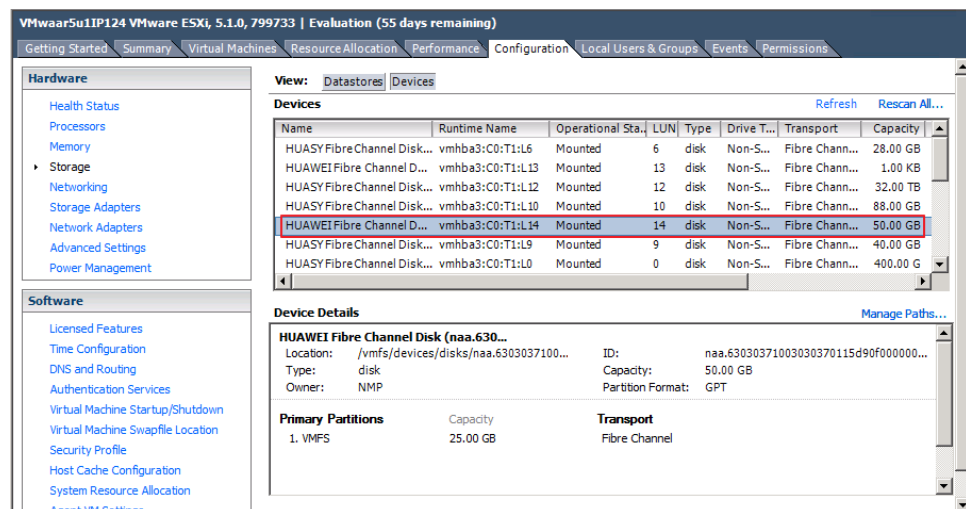 VMwaar5u1IP124 VMware ESXi, 5.1.0, 799733 | Evaluation (55 days remaining)
Getting Started Summary Virtual Machines Resource Allocation Performance Configuration Local Users & Groups Events Permissions
Hardware
Health Status
Processors
Memory
Storage
Networking
Storage Adapters
Network Adapters
Advanced Settings
Power Management
Software
Licensed Features
Time Configuration
DNS and Routing
Authentication Services
Virtual Machine Startup/Shutdown
Virtual Machine Swapfile Location
Security Profile
Host Cache Configuration
System Resource Allocation
Agent VM Settings
View: Datastores Devices
Devices Refresh Rescan All...
Name Runtime Name Operational Sta.. LUN Type Drive T... Transport Capacity
HUASY Fibre Channel Disk... vmhba3:C0:T1:L6 Mounted 6 disk Non-S... Fibre Chann... 28.00 GB
HUAWEI Fibre Channel D... vmhba3:C0:T1:L13 Mounted 13 disk Non-S... Fibre Chann... 1.00 KB
HUASY Fibre Channel Disk... vmhba3:C0:T1:L12 Mounted 12 disk Non-S... Fibre Chann... 32.00 TB
HUASY Fibre Channel Disk... vmhba3:C0:T1:L10 Mounted 10 disk Non-S... Fibre Chann... 88.00 GB
HUAWEI Fibre Channel D... vmhba3:C0:T1:L14 Mounted 14 disk Non-S... Fibre Chann... 50.00 GB
HUASY Fibre Channel Disk... vmhba3:C0:T1:L9 Mounted 9 disk Non-S... Fibre Chann... 40.00 GB
HUASY Fibre Channel Disk... vmhba3:C0:T1:L0 Mounted 0 disk Non-S... Fibre Chann... 400.00 G
Device Details Manage Paths...
HUAWEI Fibre Channel Disk (naa.630...
Location: /vmfs/devices/disks/naa.6303037100... ID: naa.63030371003030370115d90f000000...
Type: disk Capacity: 50.00 GB
Owner: NMP Partition Format: GPT
Primary Partitions Capacity Transport
1. VMFS 25.00 GB Fibre Channel